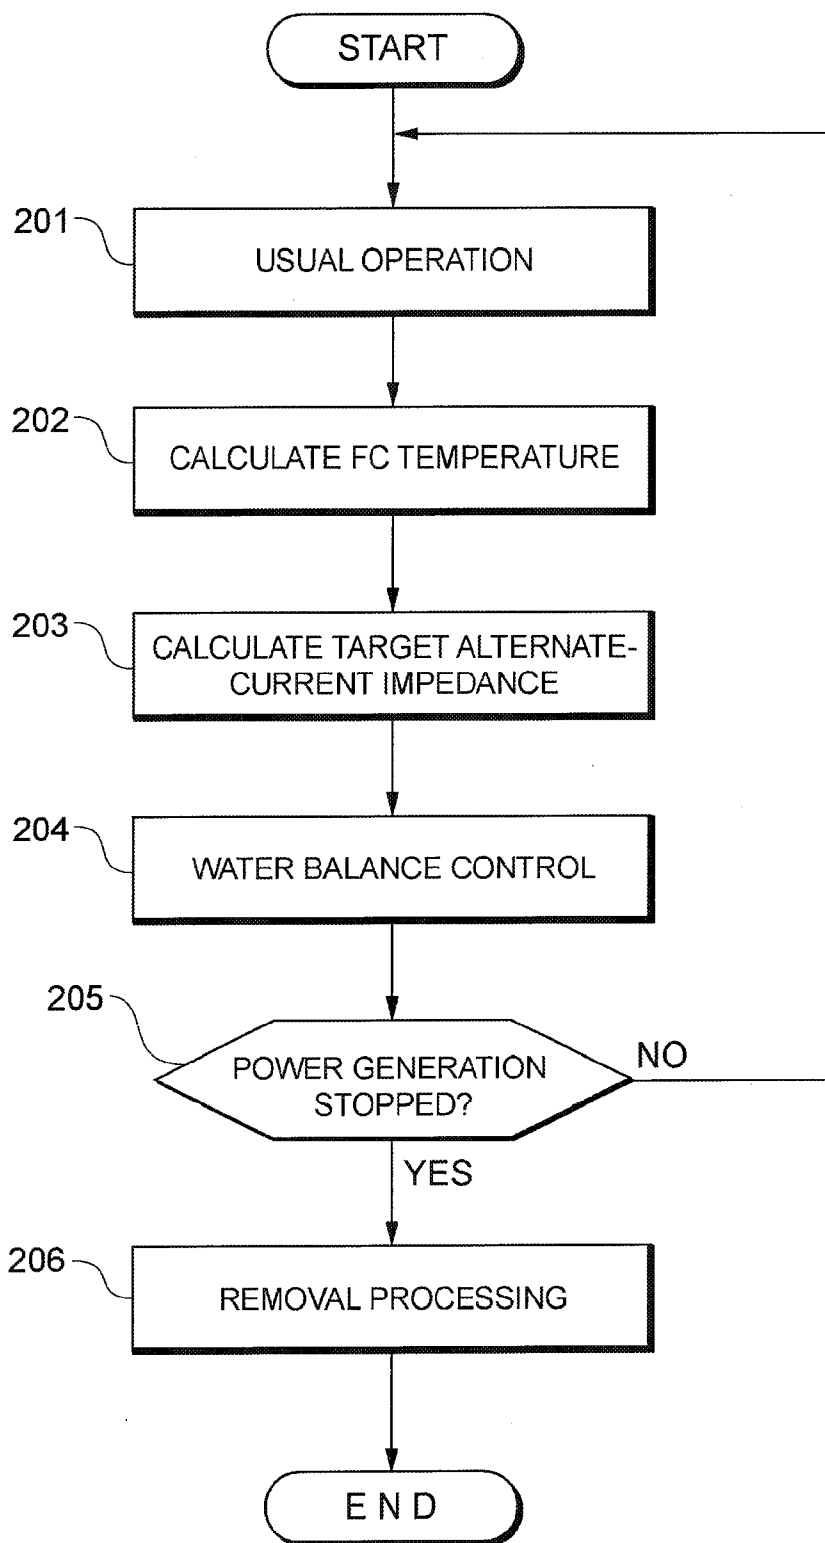 START
201
USUAL OPERATION
202
CALCULATE FC TEMPERATURE
203
CALCULATE TARGET ALTERNATE-
CURRENT IMPEDANCE
204
WATER BALANCE CONTROL
205
POWER GENERATION
STOPPED?
NO
YES
206
REMOVAL PROCESSING
END